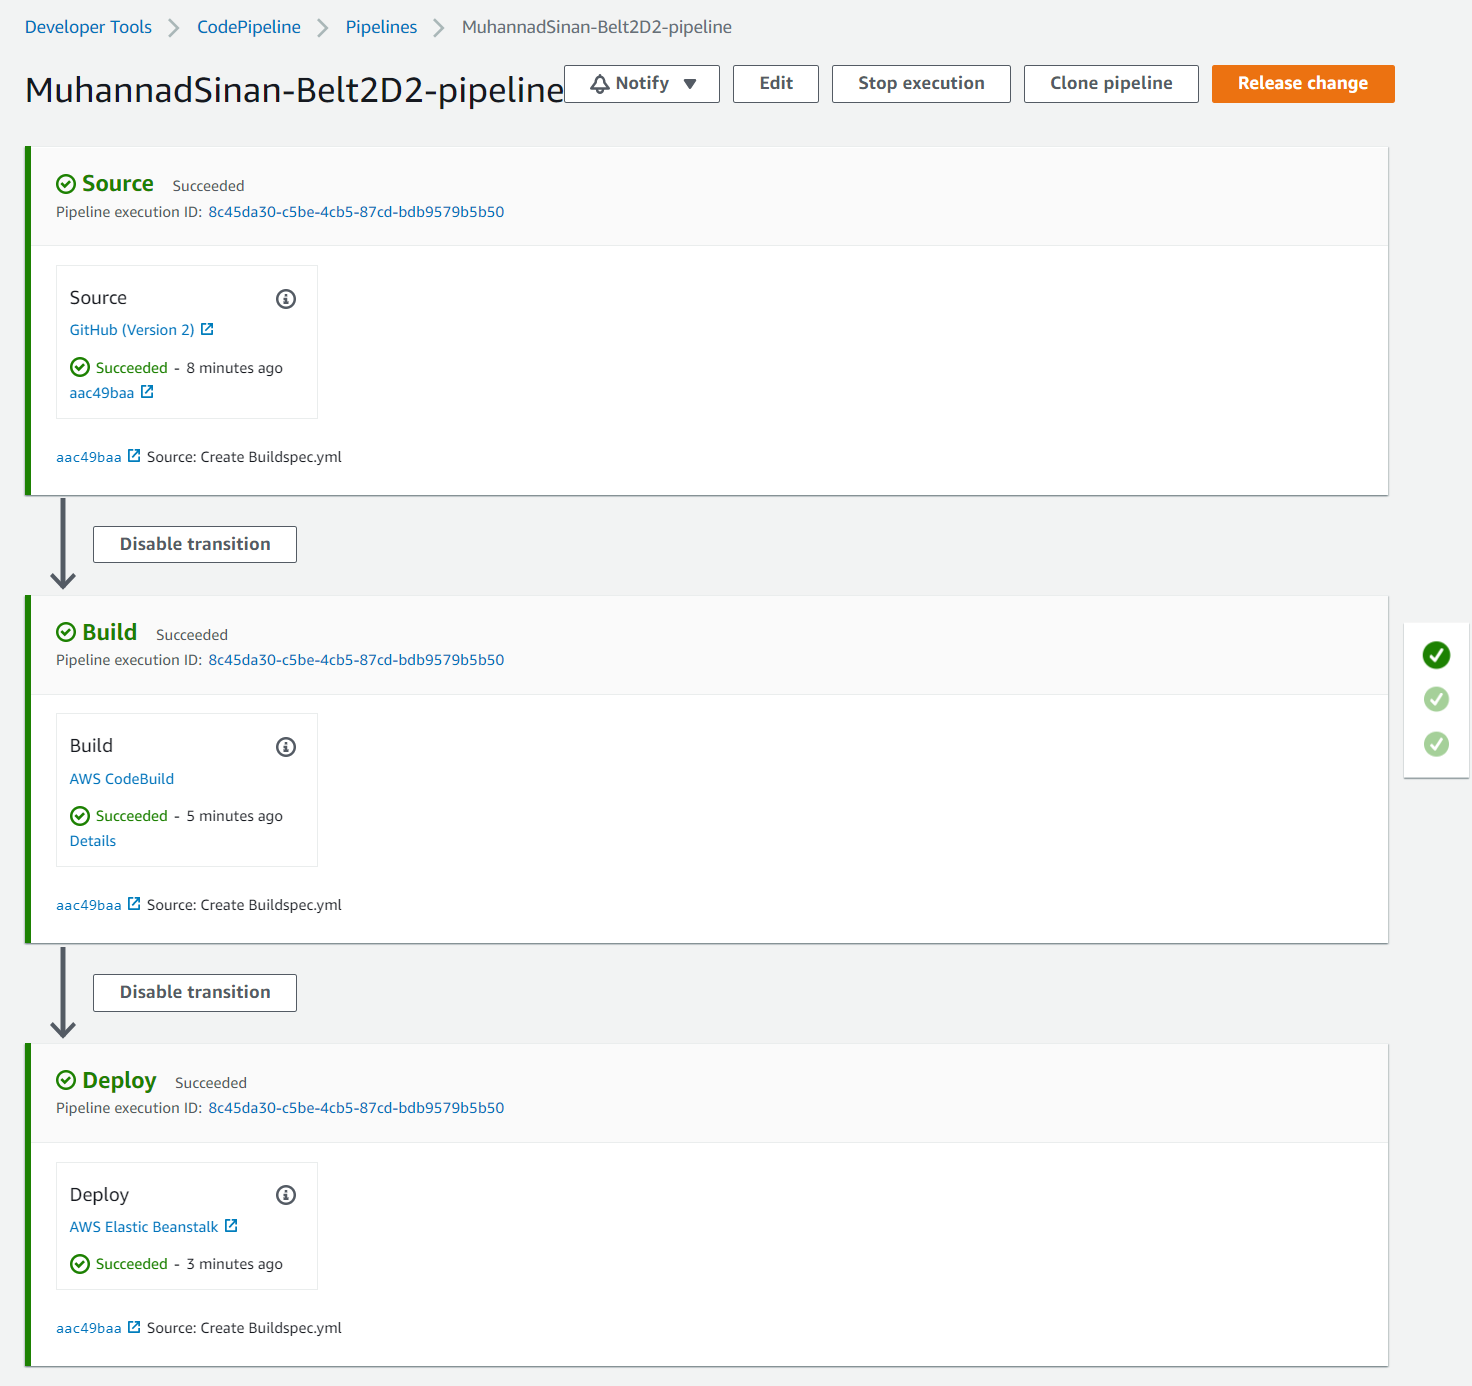 Developer Tools > CodePipeline > Pipelines > MuhannadSinan-Belt2D2-pipeline
MuhannadSinan-Belt2D2-pipeline Notify Edit Stop execution Clone pipeline Release change
Source Succeeded
Pipeline execution ID: 8c45da30-c5be-4cb5-87cd-bdb9579b5b50
Source
GitHub (Version 2)
Succeeded - 8 minutes ago
aac49baa
aac49baa Source: Create Buildspec.yml
Disable transition
Build Succeeded
Pipeline execution ID: 8c45da30-c5be-4cb5-87cd-bdb9579b5b50
Build
AWS CodeBuild
Succeeded - 5 minutes ago
Details
aac49baa Source: Create Buildspec.yml
Disable transition
Deploy Succeeded
Pipeline execution ID: 8c45da30-c5be-4cb5-87cd-bdb9579b5b50
Deploy
AWS Elastic Beanstalk
Succeeded - 3 minutes ago
aac49baa Source: Create Buildspec.yml